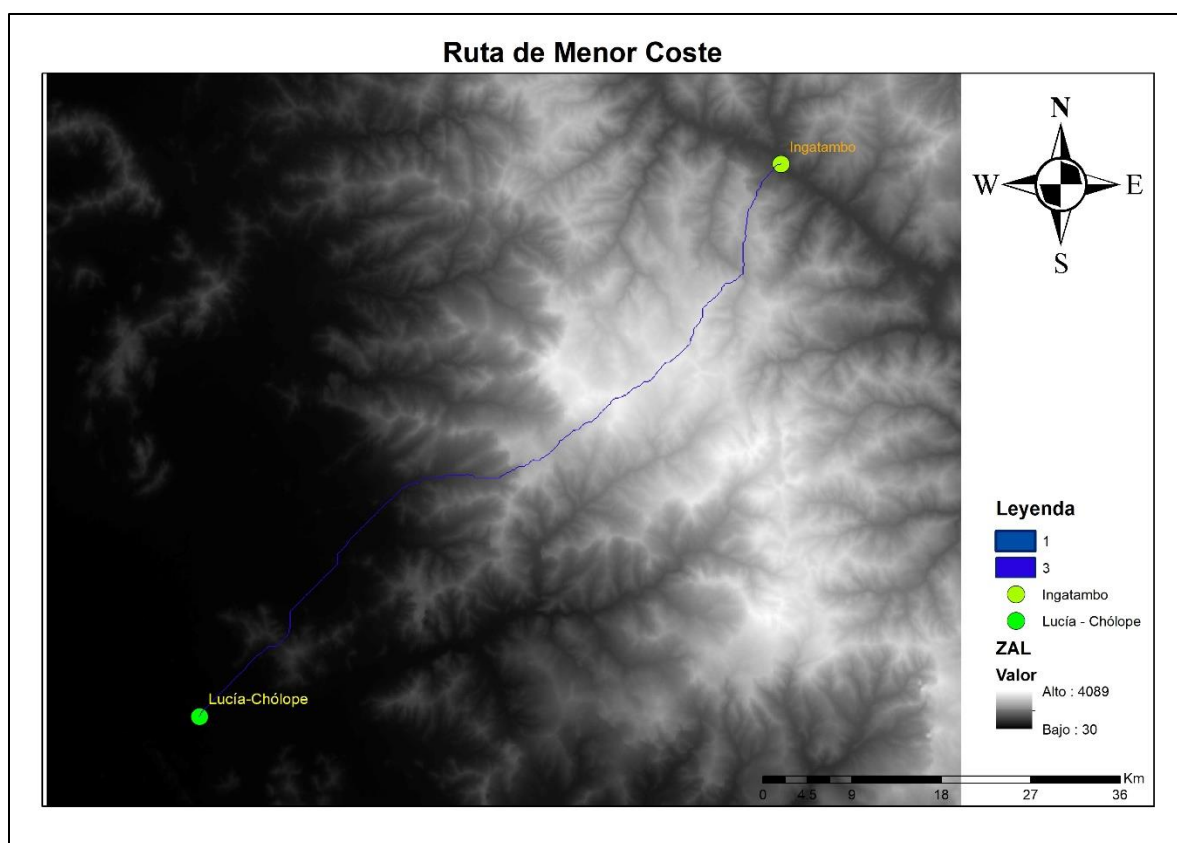 Ruta de Menor Coste
Ingatambo
N
W E
S
Lucía-Chólope
Leyenda
1
3
Ingatambo
Lucía - Chólope
ZAL
Valor
Alto : 4089
Bajo : 30
Km
0 4.5 9 18 27 36